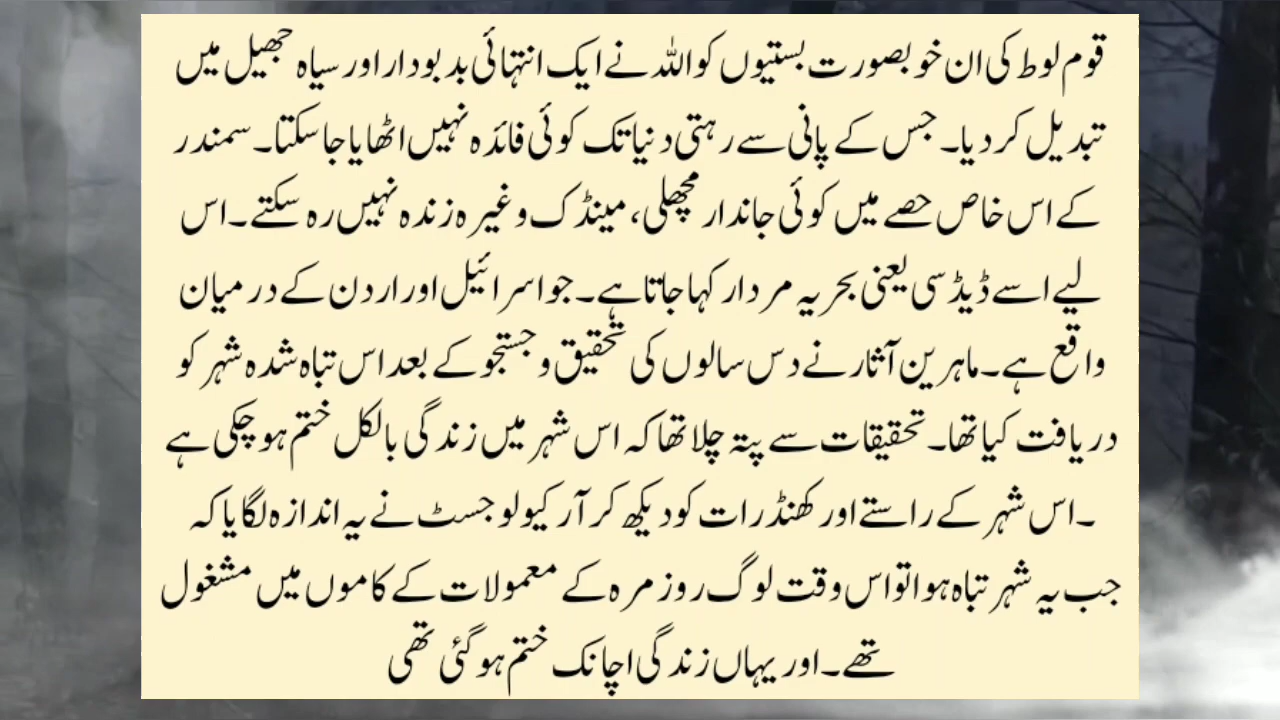 قوم لوط کی ان خوبصورت بستیوں کو اللہ نے ایک انتہائی بدبودار اور سیاہ جھیل میں
تبدیل کر دیا۔ جس کے پانی سے رہتی دنیا تک کوئی فائدہ نہیں اٹھایا جا سکتا۔ سمندر
کے اس خاص حصے میں کوئی جاندار مچھلی، مینڈک وغیرہ زندہ نہیں رہ سکتے۔ اس
لیے اسے ڈیڈ سی یعنی بحریہ مردار کہا جاتا ہے۔ جو اسرائیل اور اردن کے درمیان
واقع ہے۔ ماہرین آثار نے دس سالوں کی تحقیق و جستجو کے بعد اس تباہ شدہ شہر کو
دریافت کیا تھا۔ تحقیقات سے پتہ چلا تھا کہ اس شہر میں زندگی بالکل ختم ہو چکی ہے
۔اس شہر کے راستے اور کھنڈرات کو دیکھ کر آرکیولوجسٹ نے یہ اندازہ لگایا کہ
جب یہ شہر تباہ ہوا تو اس وقت لوگ روزمرہ کے معمولات کے کاموں میں مشغول
تھے۔ اور یہاں زندگی اچانک ختم ہو گئی تھی